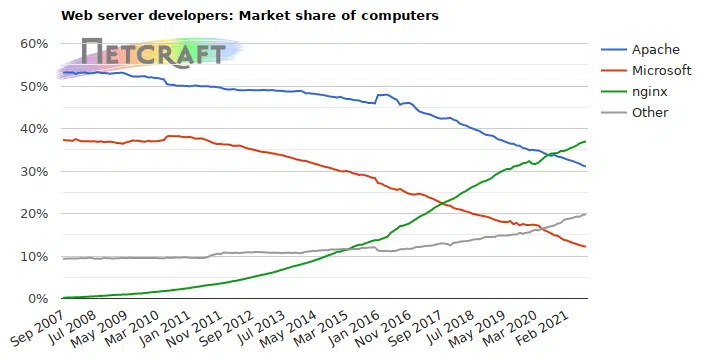 Web server developers: Market share of computers
60%
50%
40%
30%
20%
10%
0%
NETCRAFT
Apache
Microsoft
nginx
Other
Sep 2007
Jul 2008
May 2009
Mar 2010
Jan 2011
Nov 2011
Sep 2012
Jul 2013
May 2014
Mar 2015
Jan 2016
Nov 2016
Sep 2017
Jul 2018
May 2019
Mar 2020
Feb 2021